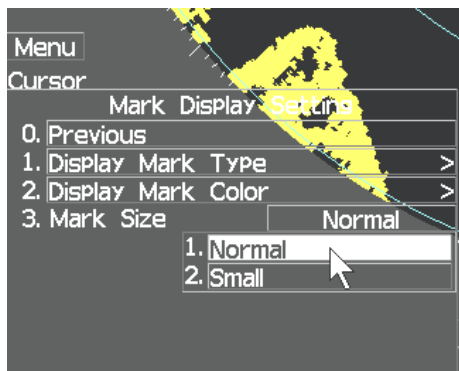 Menu
Cursor
Mark Display Setting
0. Previous
1. Display Mark Type >
2. Display Mark Color >
3. Mark Size Normal
1. Normal
2. Small